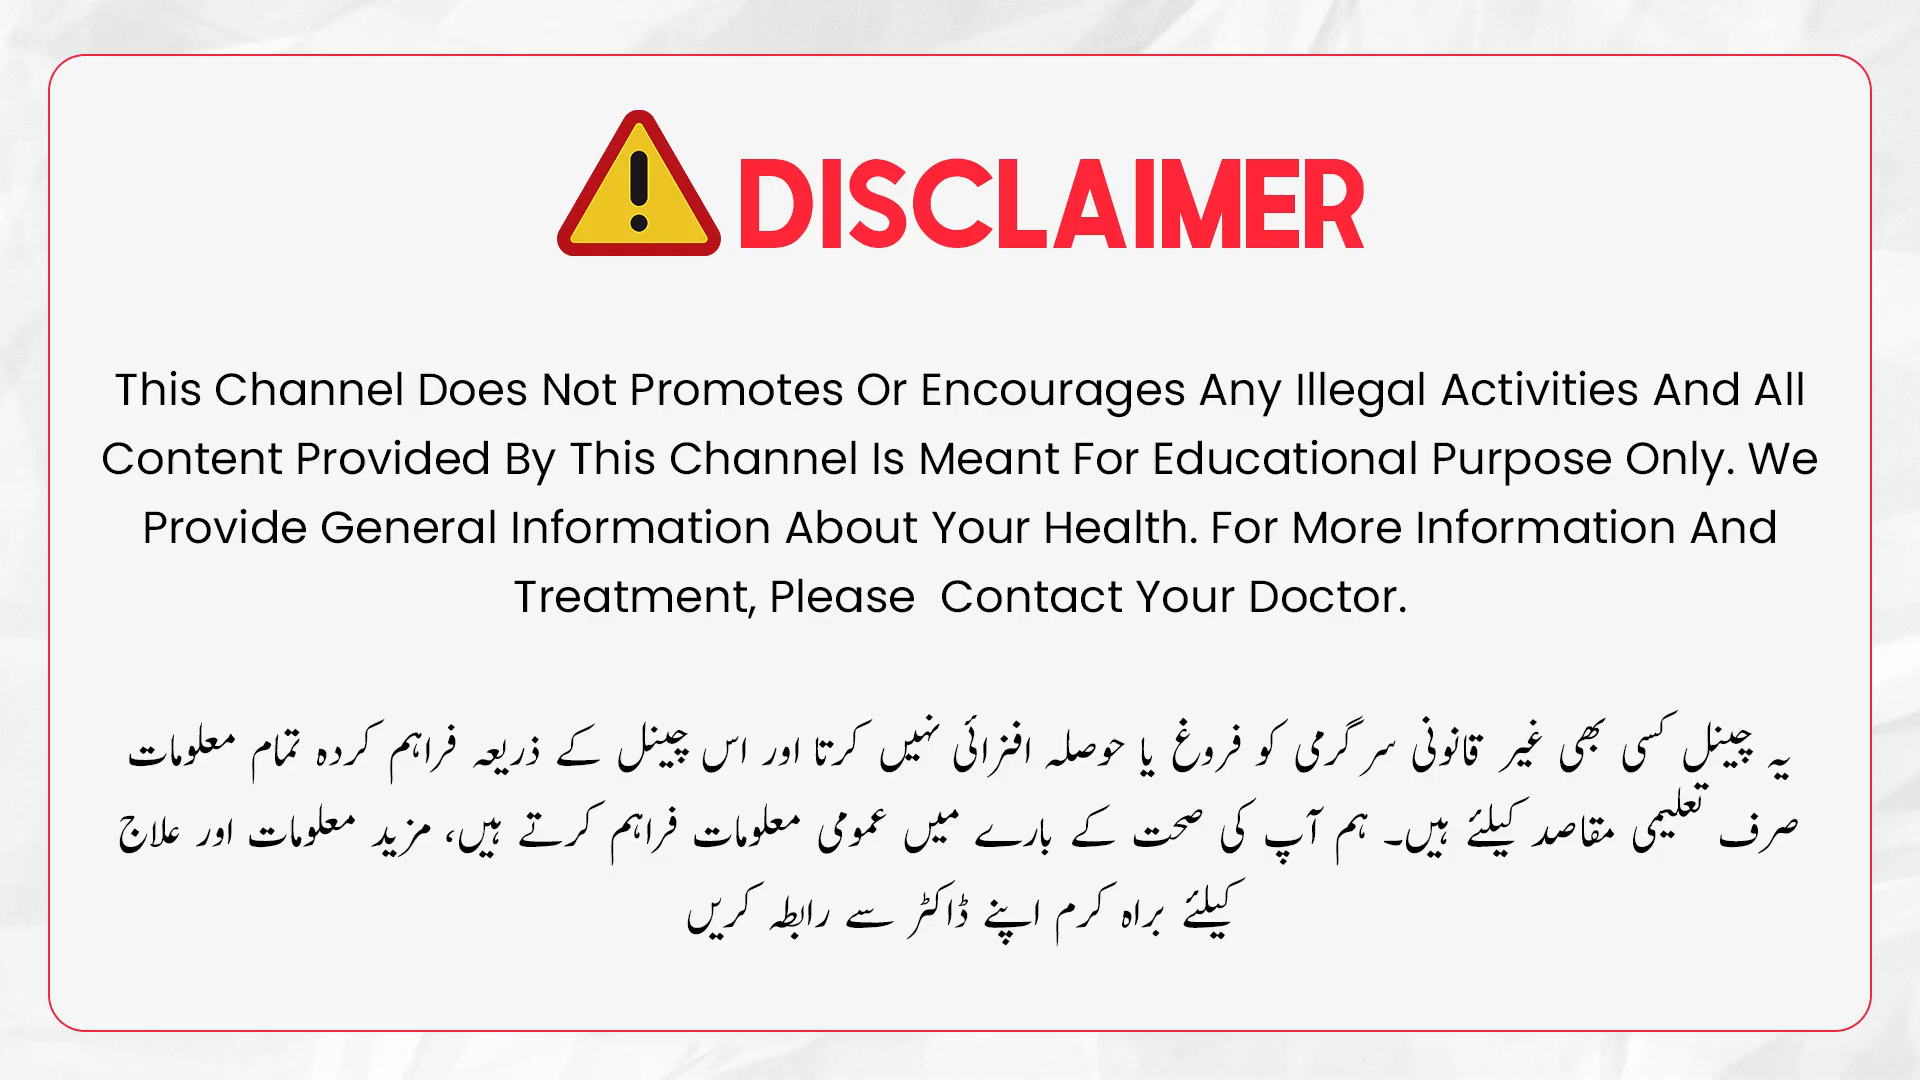 DISCLAIMER
This Channel Does Not Promotes Or Encourages Any Illegal Activities And All
Content Provided By This Channel Is Meant For Educational Purpose Only. We
Provide General Information About Your Health. For More Information And
Treatment, Please  Contact Your Doctor.
یہ چینل کسی بھی غیر قانونی سرگرمی کو فروغ یا حوصلہ افزائی نہیں کرتا اور اس چینل کے ذریعہ فراہم کردہ تمام معلومات
صرف تعلیمی مقاصد کیلئے ہیں۔ ہم آپ کی صحت کے بارے میں عمومی معلومات فراہم کرتے ہیں، مزید معلومات اور علاج
کیلئے براہ کرم اپنے ڈاکٹر سے رابطہ کریں